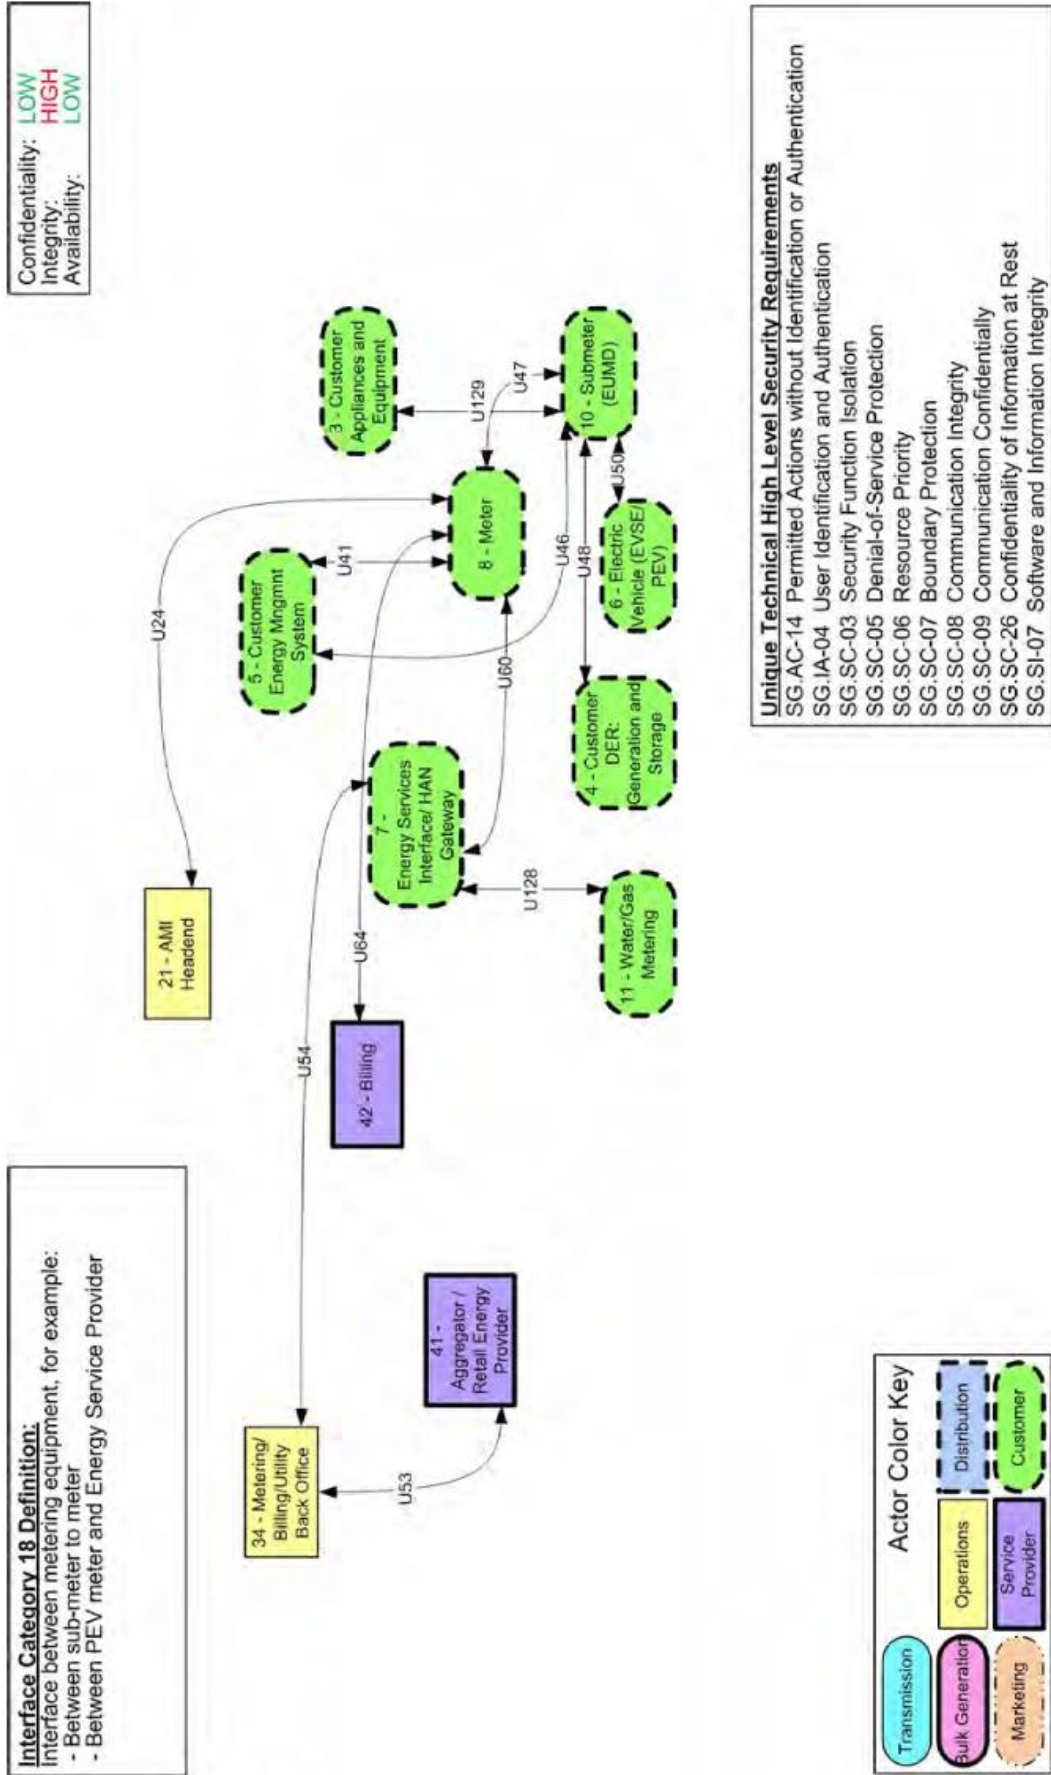 Interface Category 18 Definition:
Interface between metering equipment, for example:
- Between sub-meter to meter
- Between PEV meter and Energy Service Provider
Confidentiality: LOW
Integrity: HIGH
Availability: LOW
21 - AMI
Headend
U24
34 - Metering/
Billing/Utility
Back Office
U54
U53
41 -
Aggregator /
Retail Energy
Provider
42 - Billing
U64
5 - Customer
Energy Mngmnt
System
U41
3 - Customer
Appliances and
Equipment
U129
7 -
Energy Services
Interface/ HAN
Gateway
U60
8 - Meter
U47
U46
U128
U48
U50
10 - Submeter
(EUMD)
11 - Water/Gas
Metering
4 - Customer
DER:
Generation and
Storage
6 - Electric
Vehicle (EVSE/
PEV)
Actor Color Key
Transmission
Operations
Distribution
Bulk Generation
Marketing
Service
Provider
Customer
Unique Technical High Level Security Requirements
SG.AC-14 Permitted Actions without Identification or Authentication
SG.IA-04 User Identification and Authentication
SG.SC-03 Security Function Isolation
SG.SC-05 Denial-of-Service Protection
SG.SC-06 Resource Priority
SG.SC-07 Boundary Protection
SG.SC-08 Communication Integrity
SG.SC-09 Communication Confidentially
SG.SC-26 Confidentiality of Information at Rest
SG.SI-07 Software and Information Integrity